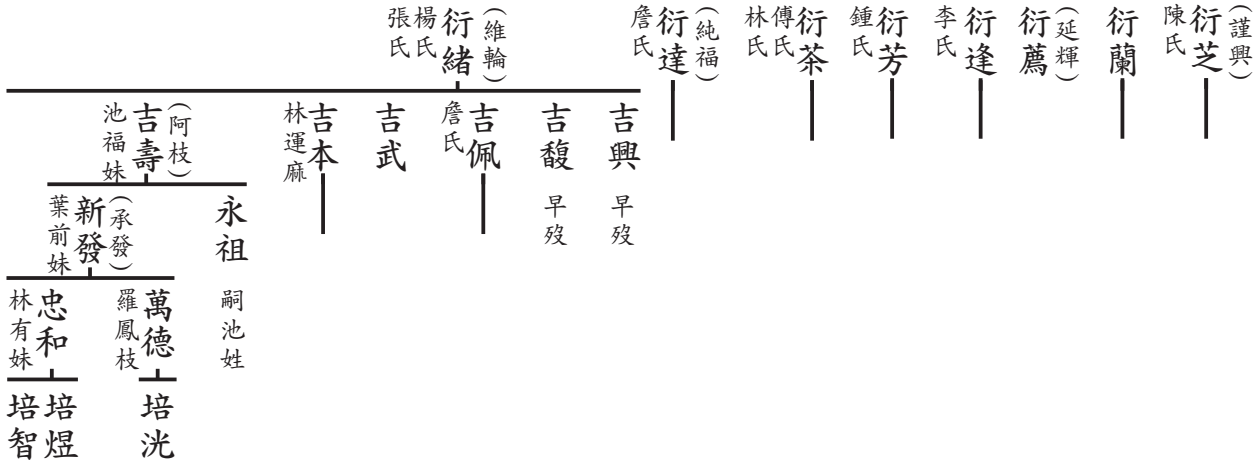 衍芝
(謹興)
陳氏
衍蘭
衍薦
(延輝)
衍逢
李氏
衍芳
鍾氏
衍茶
傅氏
林氏
衍達
(純福)
詹氏
衍緒
(維輪)
楊氏
張氏
吉興
早歿
吉馥
早歿
吉佩
詹氏
吉武
吉本
林運麻
吉壽
(阿枝)
池福妹
永祖
嗣池姓
新發
(承發)
葉前妹
萬德
羅鳳枝
忠和
林有妹
培洸
培煜
培智